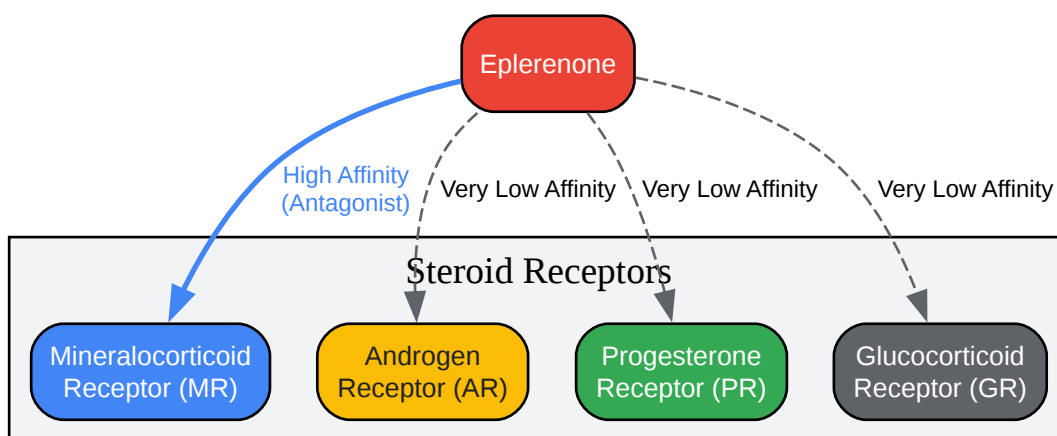 Eplerenone
High Affinity
(Antagonist)
Very Low Affinity
Very Low Affinity
Very Low Affinity
Steroid Receptors
Mineralocorticoid
Receptor (MR)
Androgen
Receptor (AR)
Progesterone
Receptor (PR)
Glucocorticoid
Receptor (GR)